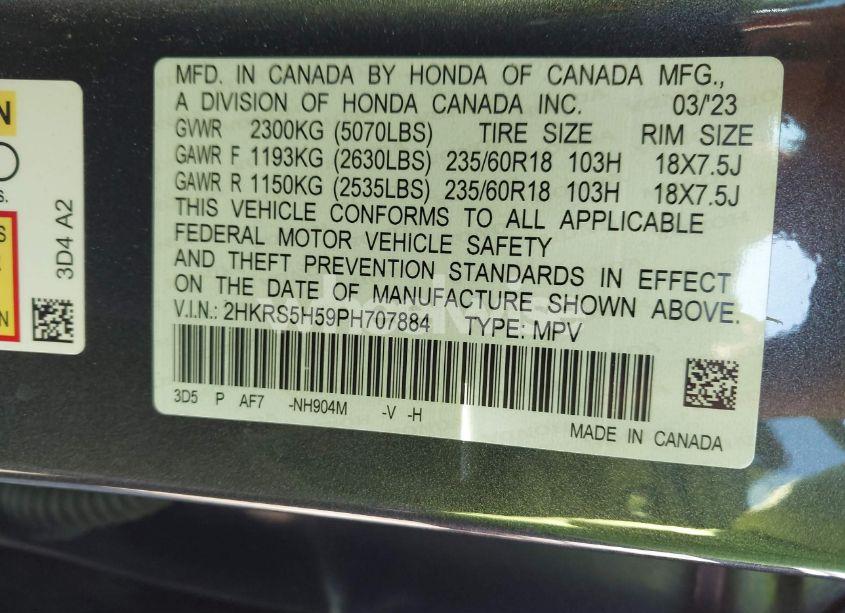 N
S.
S
R
N
3D4 A2
MFD. IN CANADA BY HONDA OF CANADA MFG.,
A DIVISION OF HONDA CANADA INC. 03/'23
GVWR 2300KG (5070LBS) TIRE SIZE RIM SIZE
GAWR F 1193KG (2630LBS) 235/60R18 103H 18X7.5J
GAWR R 1150KG (2535LBS) 235/60R18 103H 18X7.5J
THIS VEHICLE CONFORMS TO ALL APPLICABLE
FEDERAL MOTOR VEHICLE SAFETY
AND THEFT PREVENTION STANDARDS IN EFFECT
ON THE DATE OF MANUFACTURE SHOWN ABOVE.
V.I.N.: 2HKRS5H59PH707884 TYPE: MPV
3D5 P AF7 -NH904M -V -H
MADE IN CANADA